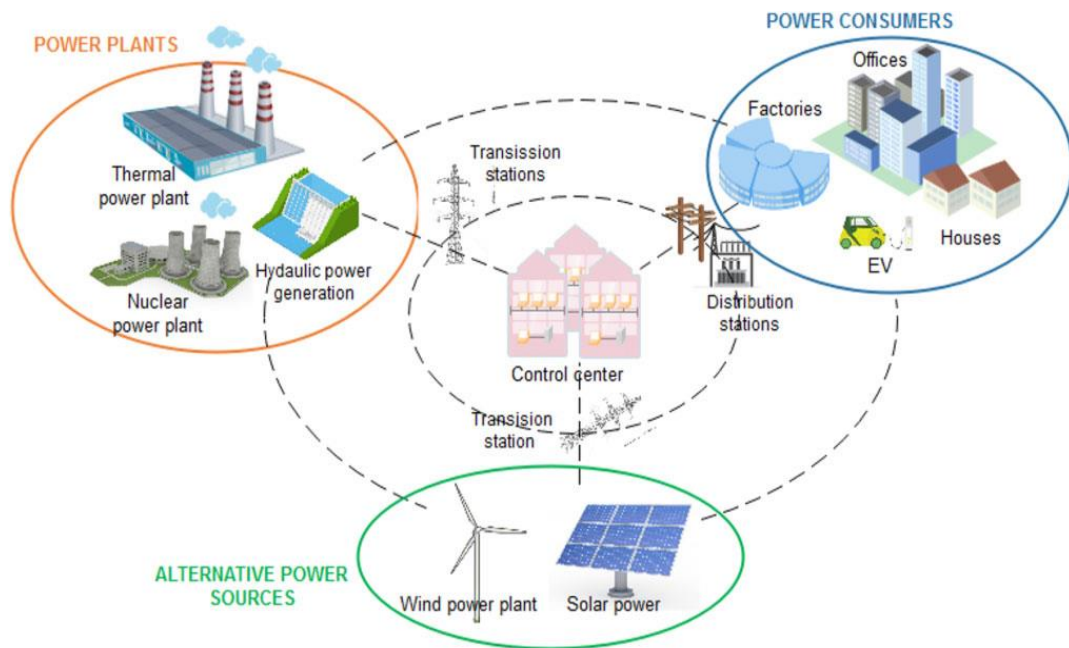 POWER PLANTS
Thermal
power plant
Nuclear
power plant
Hydaulic power
generation
Transission
stations
POWER CONSUMERS
Offices
Factories
Houses
EV
Distribution
stations
Control center
Transision
station
ALTERNATIVE POWER
SOURCES
Wind power plant
Solar power